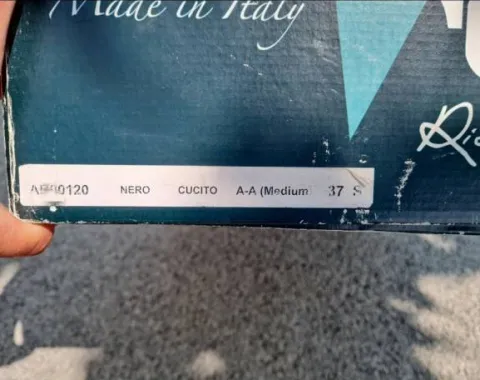 Made in Italy
NERO CUCITO A-A (Medium) 37 S